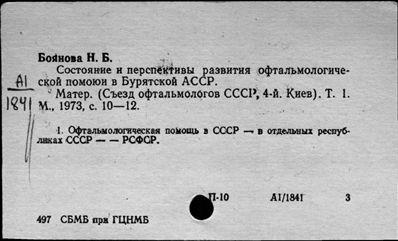 Боянова Н. Б.
Состояние и перспективы развития офтальмологиче-
ской помоюи в Бурятской АССР.
Матер. (Съезд офтальмологов СССР, 4-й. Киев). Т. 1.
М., 1973, с. 10—12.
А1
1841
1. Офтальмологическая помощь в СССР — в отдельных респуб-
ликах СССР — — РСФСР.
П-10 А1/1841 3
497 СБМБ при ГЦНМБ